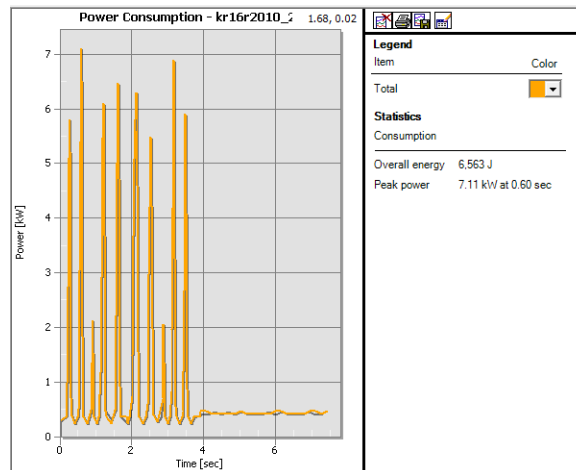 Power Consumption - kr16r2010_2
1.68, 0.02
Legend
Item Color
Total
Statistics
Consumption
Overall energy 6,563 J
Peak power 7.11 kW at 0.60 sec
Power [kW]
7
6
5
4
3
2
1
0
0 2 4 6
Time [sec]